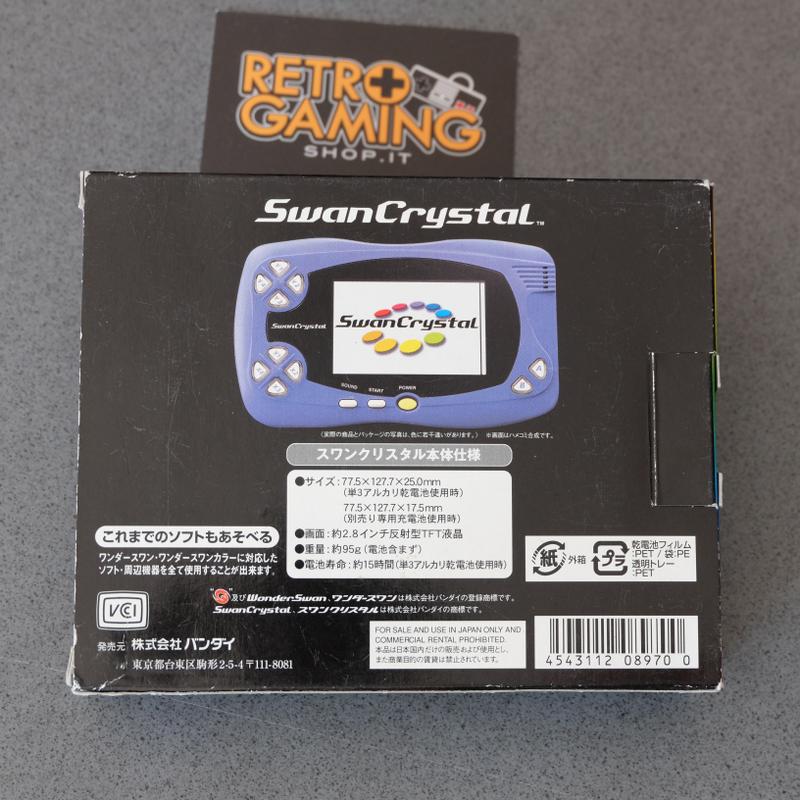 RETRO
GAMING
SHOP.IT
SwanCrystal™
SwanCrystal
SwanCrystal
SOUND START POWER
A
B
(実際の商品とパッケージの写真は、色に若干違いがあります。) ※画面はハメコミ合成です。
スワンクリスタル本体仕様
●サイズ:77.5×127.7×25.0mm
(単3アルカリ乾電池使用時)
77.5×127.7×17.5mm
(別売り専用充電池使用時)
●画面:約2.8インチ反射型TFT液晶
●重量:約95g(電池含まず)
●電池寿命:約15時間(単3アルカリ乾電池使用時)
これまでのソフトもあそべる
ワンダースワン・ワンダースワンカラーに対応した
ソフト・周辺機器を全て使用することが出来ます。
紙 外箱
プラ
乾電池フィルム
:PET / 袋:PE
透明トレー
:PET
及びWonderSwan、ワンダースワンは株式会社バンダイの登録商標です。
SwanCrystal、スワンクリスタルは株式会社バンダイの商標です。
VCCI
発売元 株式会社 バンダイ
東京都台東区駒形2-5-4〒111-8081
FOR SALE AND USE IN JAPAN ONLY AND
COMMERCIAL RENTAL PROHIBITED.
本品は日本国内だけの販売および使用とし、
また商業目的の賃貸は禁止されています。
4543112 08970 0